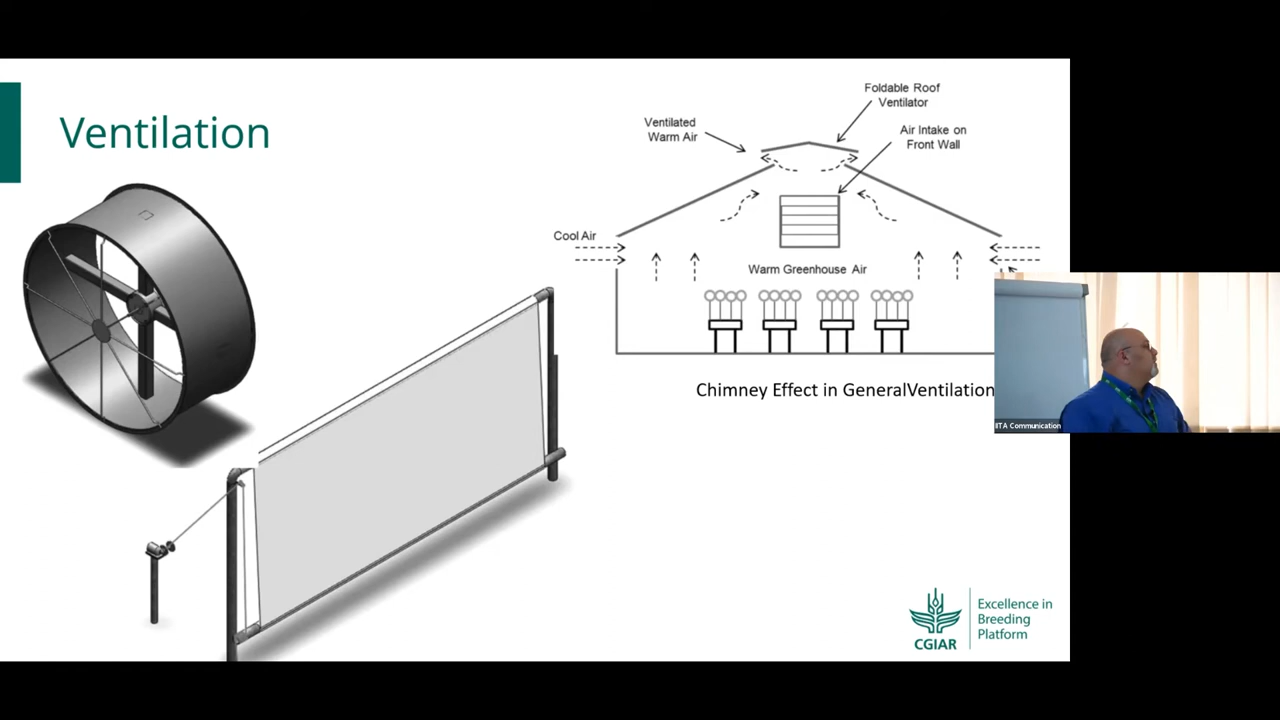 Ventilation
Foldable Roof
Ventilator
Ventilated
Warm Air
Air Intake on
Front Wall
Cool Air
Warm Greenhouse Air
Chimney Effect in GeneralVentilation
IITA Communication
CGIAR
Excellence in
Breeding
Platform